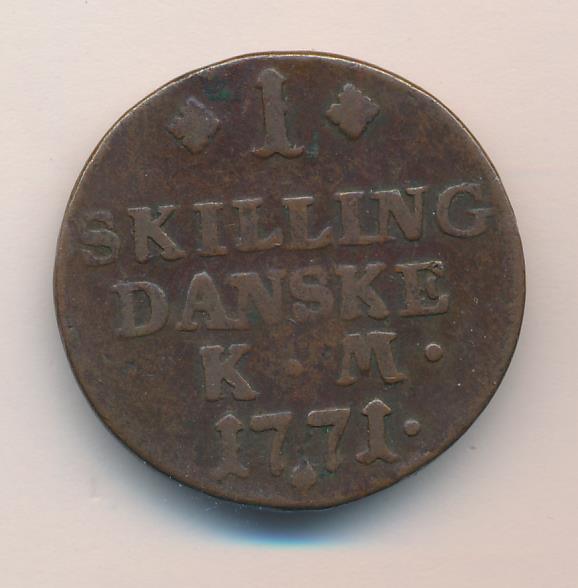 1
SKILLING
DANSKE
K · M ·
1771 ·